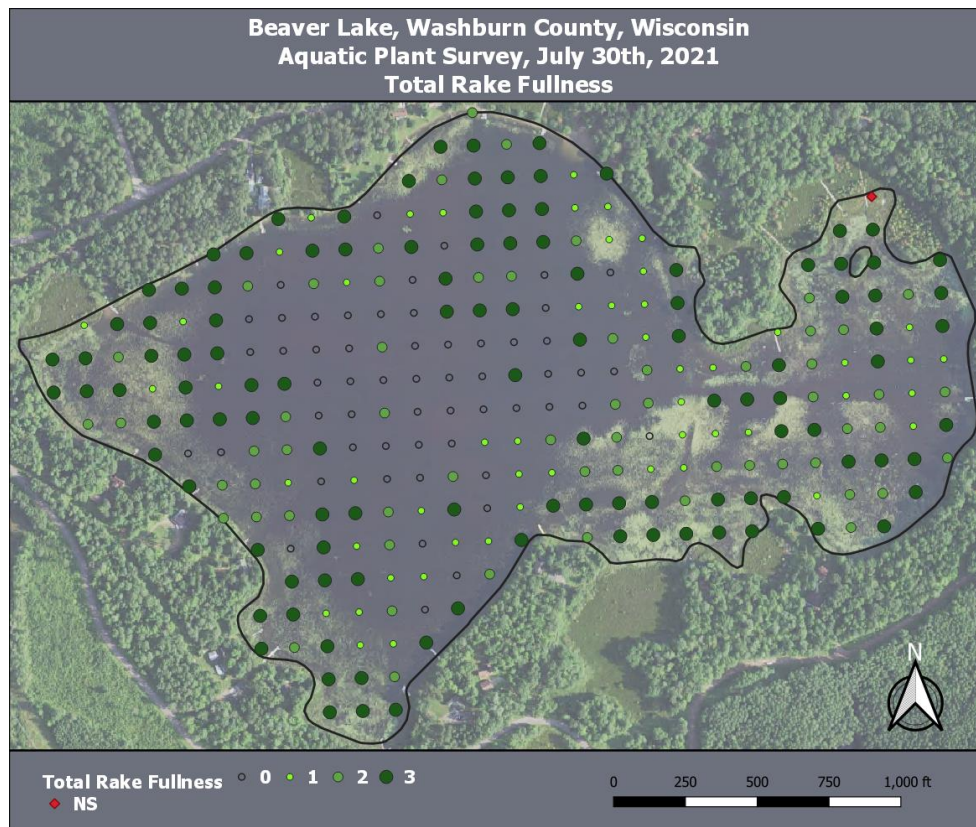 Beaver Lake, Washburn County, Wisconsin
Aquatic Plant Survey, July 30th, 2021
Total Rake Fullness
N
Total Rake Fullness 0 1 2 3
NS
0 250 500 750 1,000 ft